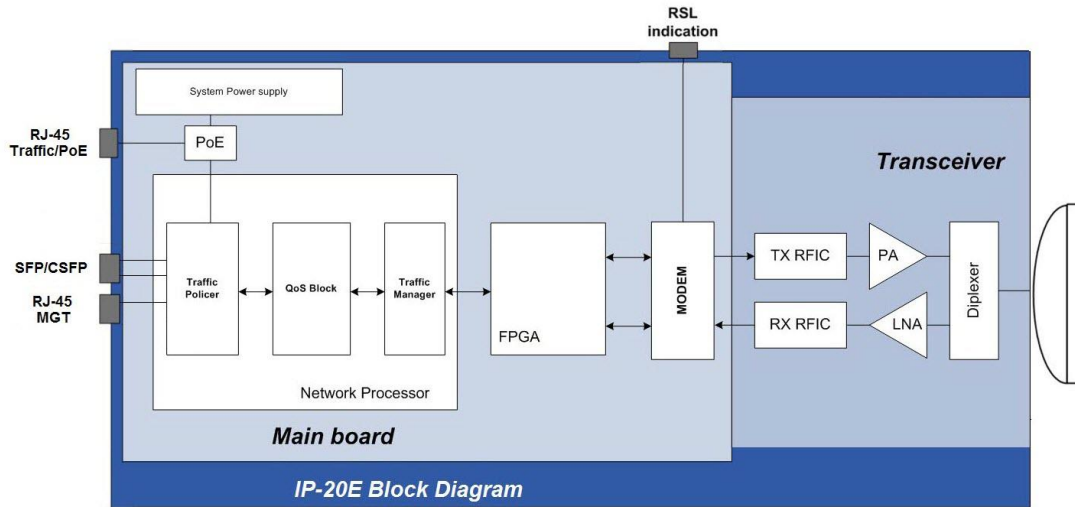 RSL
indication
System Power supply
RJ-45
Traffic/PoE
PoE
Transceiver
SFP/CSFP
RJ-45
MGT
Traffic
Policer
QoS Block
Traffic
Manager
FPGA
MODEM
TX RFIC
PA
RX RFIC
LNA
Diplexer
Network Processor
Main board
IP-20E Block Diagram